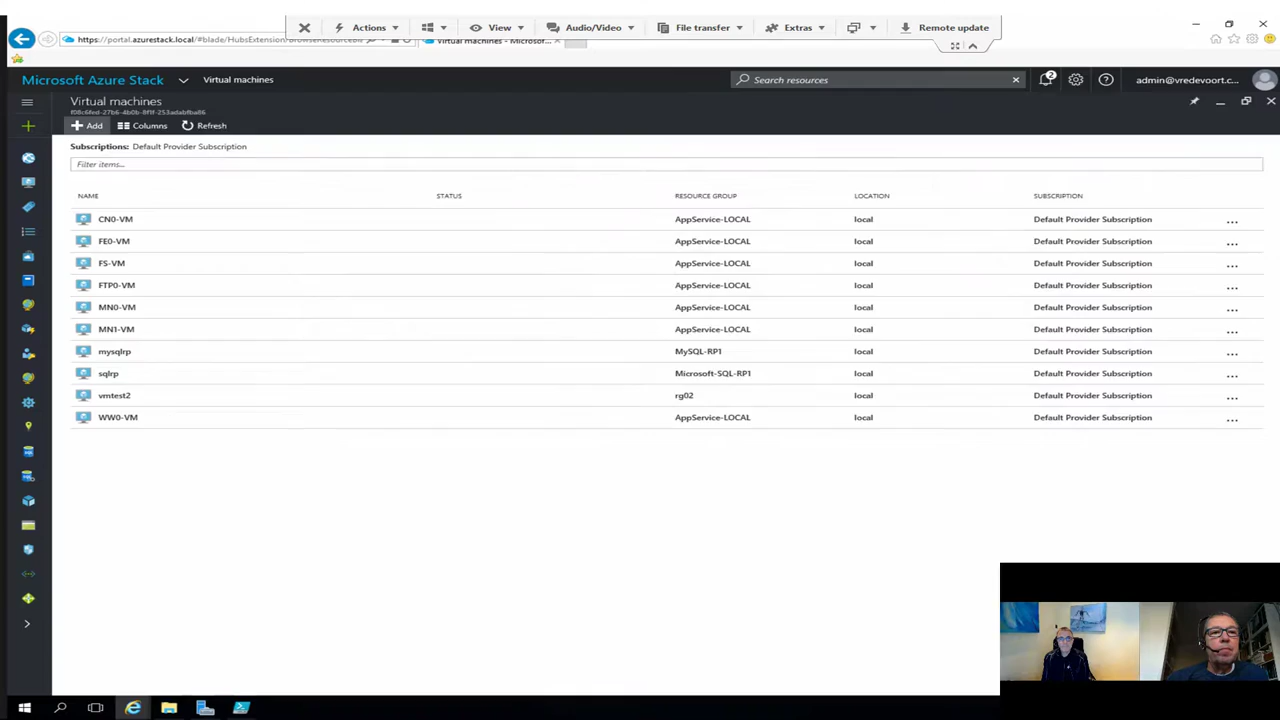 Actions View Audio/Video File transfer Extras Remote update
https://portal.azurestack.local/#blade/HubsExtension/ Virtual machines - Microsof...
Microsoft Azure Stack Virtual machines Search resources 2 admin@vredevoort.c...
Virtual machines
Add Columns Refresh
Subscriptions: Default Provider Subscription
Filter items...
NAME STATUS RESOURCE GROUP LOCATION SUBSCRIPTION
CN0-VM AppService-LOCAL local Default Provider Subscription ...
FE0-VM AppService-LOCAL local Default Provider Subscription ...
FS-VM AppService-LOCAL local Default Provider Subscription ...
FTP0-VM AppService-LOCAL local Default Provider Subscription ...
MN0-VM AppService-LOCAL local Default Provider Subscription ...
MN1-VM AppService-LOCAL local Default Provider Subscription ...
mysqlrp MySQL-RP1 local Default Provider Subscription ...
sqlrp Microsoft-SQL-RP1 local Default Provider Subscription ...
vmtest2 rg02 local Default Provider Subscription ...
WW0-VM AppService-LOCAL local Default Provider Subscription ...